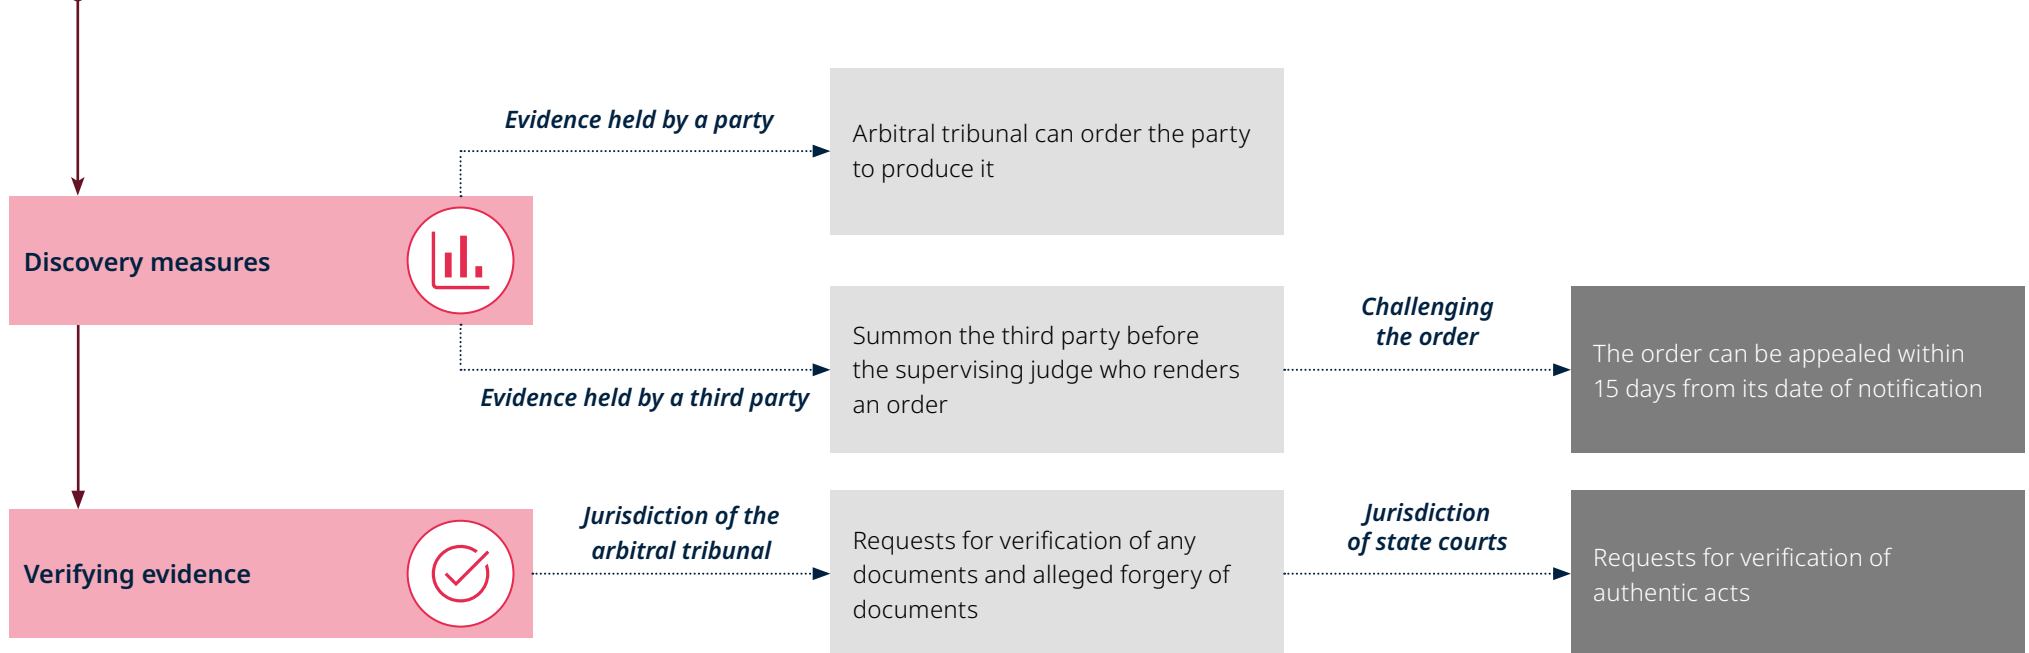 Evidence held by a party
Arbitral tribunal can order the party
to produce it
Discovery measures
Evidence held by a third party
Summon the third party before
the supervising judge who renders
an order
Challenging
the order
The order can be appealed within
15 days from its date of notification
Verifying evidence
Jurisdiction of the
arbitral tribunal
Requests for verification of any
documents and alleged forgery of
documents
Jurisdiction
of state courts
Requests for verification of
authentic acts